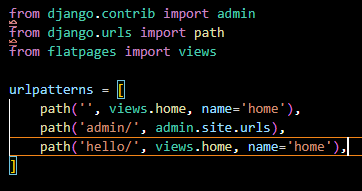 from django.contrib import admin
from django.urls import path
from flatpages import views

urlpatterns = [
    path('', views.home, name='home'),
    path('admin/', admin.site.urls),
    path('hello/', views.home, name='home'),
]